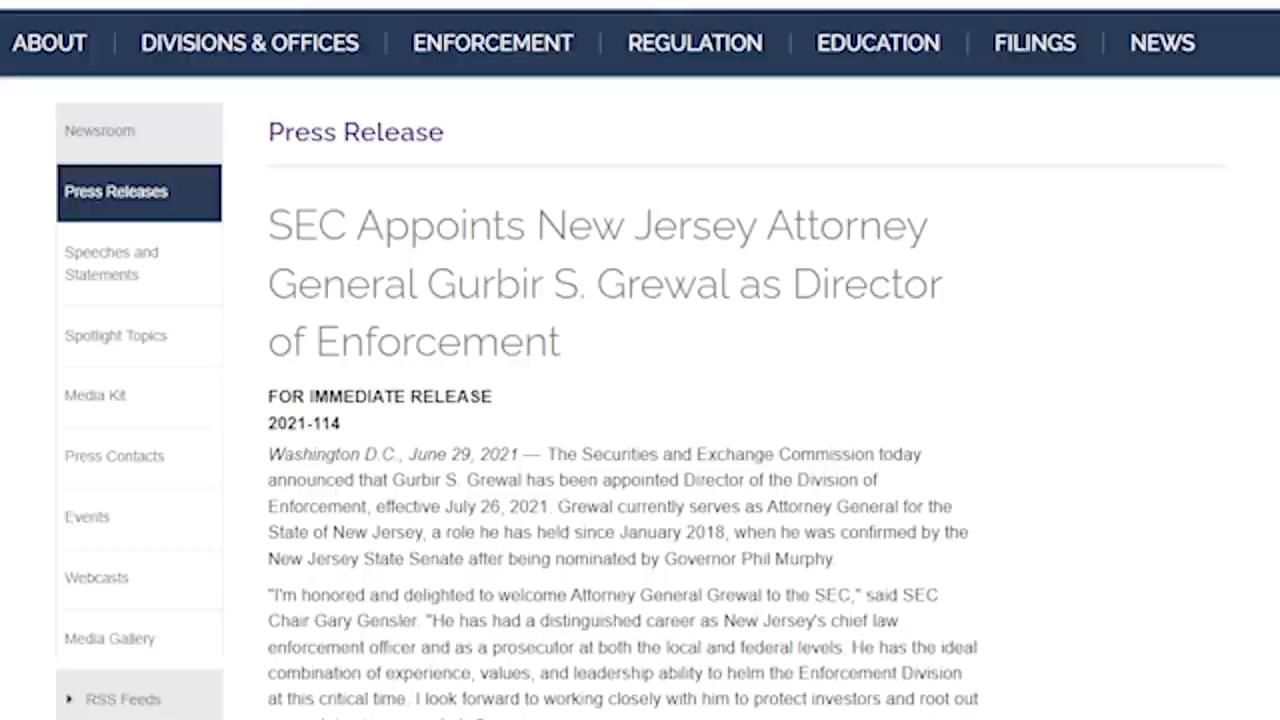 ABOUT DIVISIONS & OFFICES ENFORCEMENT REGULATION EDUCATION FILINGS NEWS
Newsroom
Press Releases
Speeches and
Statements
Spotlight Topics
Media Kit
Press Contacts
Events
Webcasts
Media Gallery
RSS Feeds
Press Release
SEC Appoints New Jersey Attorney
General Gurbir S. Grewal as Director
of Enforcement
FOR IMMEDIATE RELEASE
2021-114
Washington D.C., June 29, 2021 — The Securities and Exchange Commission today
announced that Gurbir S. Grewal has been appointed Director of the Division of
Enforcement, effective July 26, 2021. Grewal currently serves as Attorney General for the
State of New Jersey, a role he has held since January 2018, when he was confirmed by the
New Jersey State Senate after being nominated by Governor Phil Murphy.
"I'm honored and delighted to welcome Attorney General Grewal to the SEC," said SEC
Chair Gary Gensler. "He has had a distinguished career as New Jersey's chief law
enforcement officer and as a prosecutor at both the local and federal levels. He has the ideal
combination of experience, values, and leadership ability to helm the Enforcement Division
at this critical time. I look forward to working closely with him to protect investors and root out